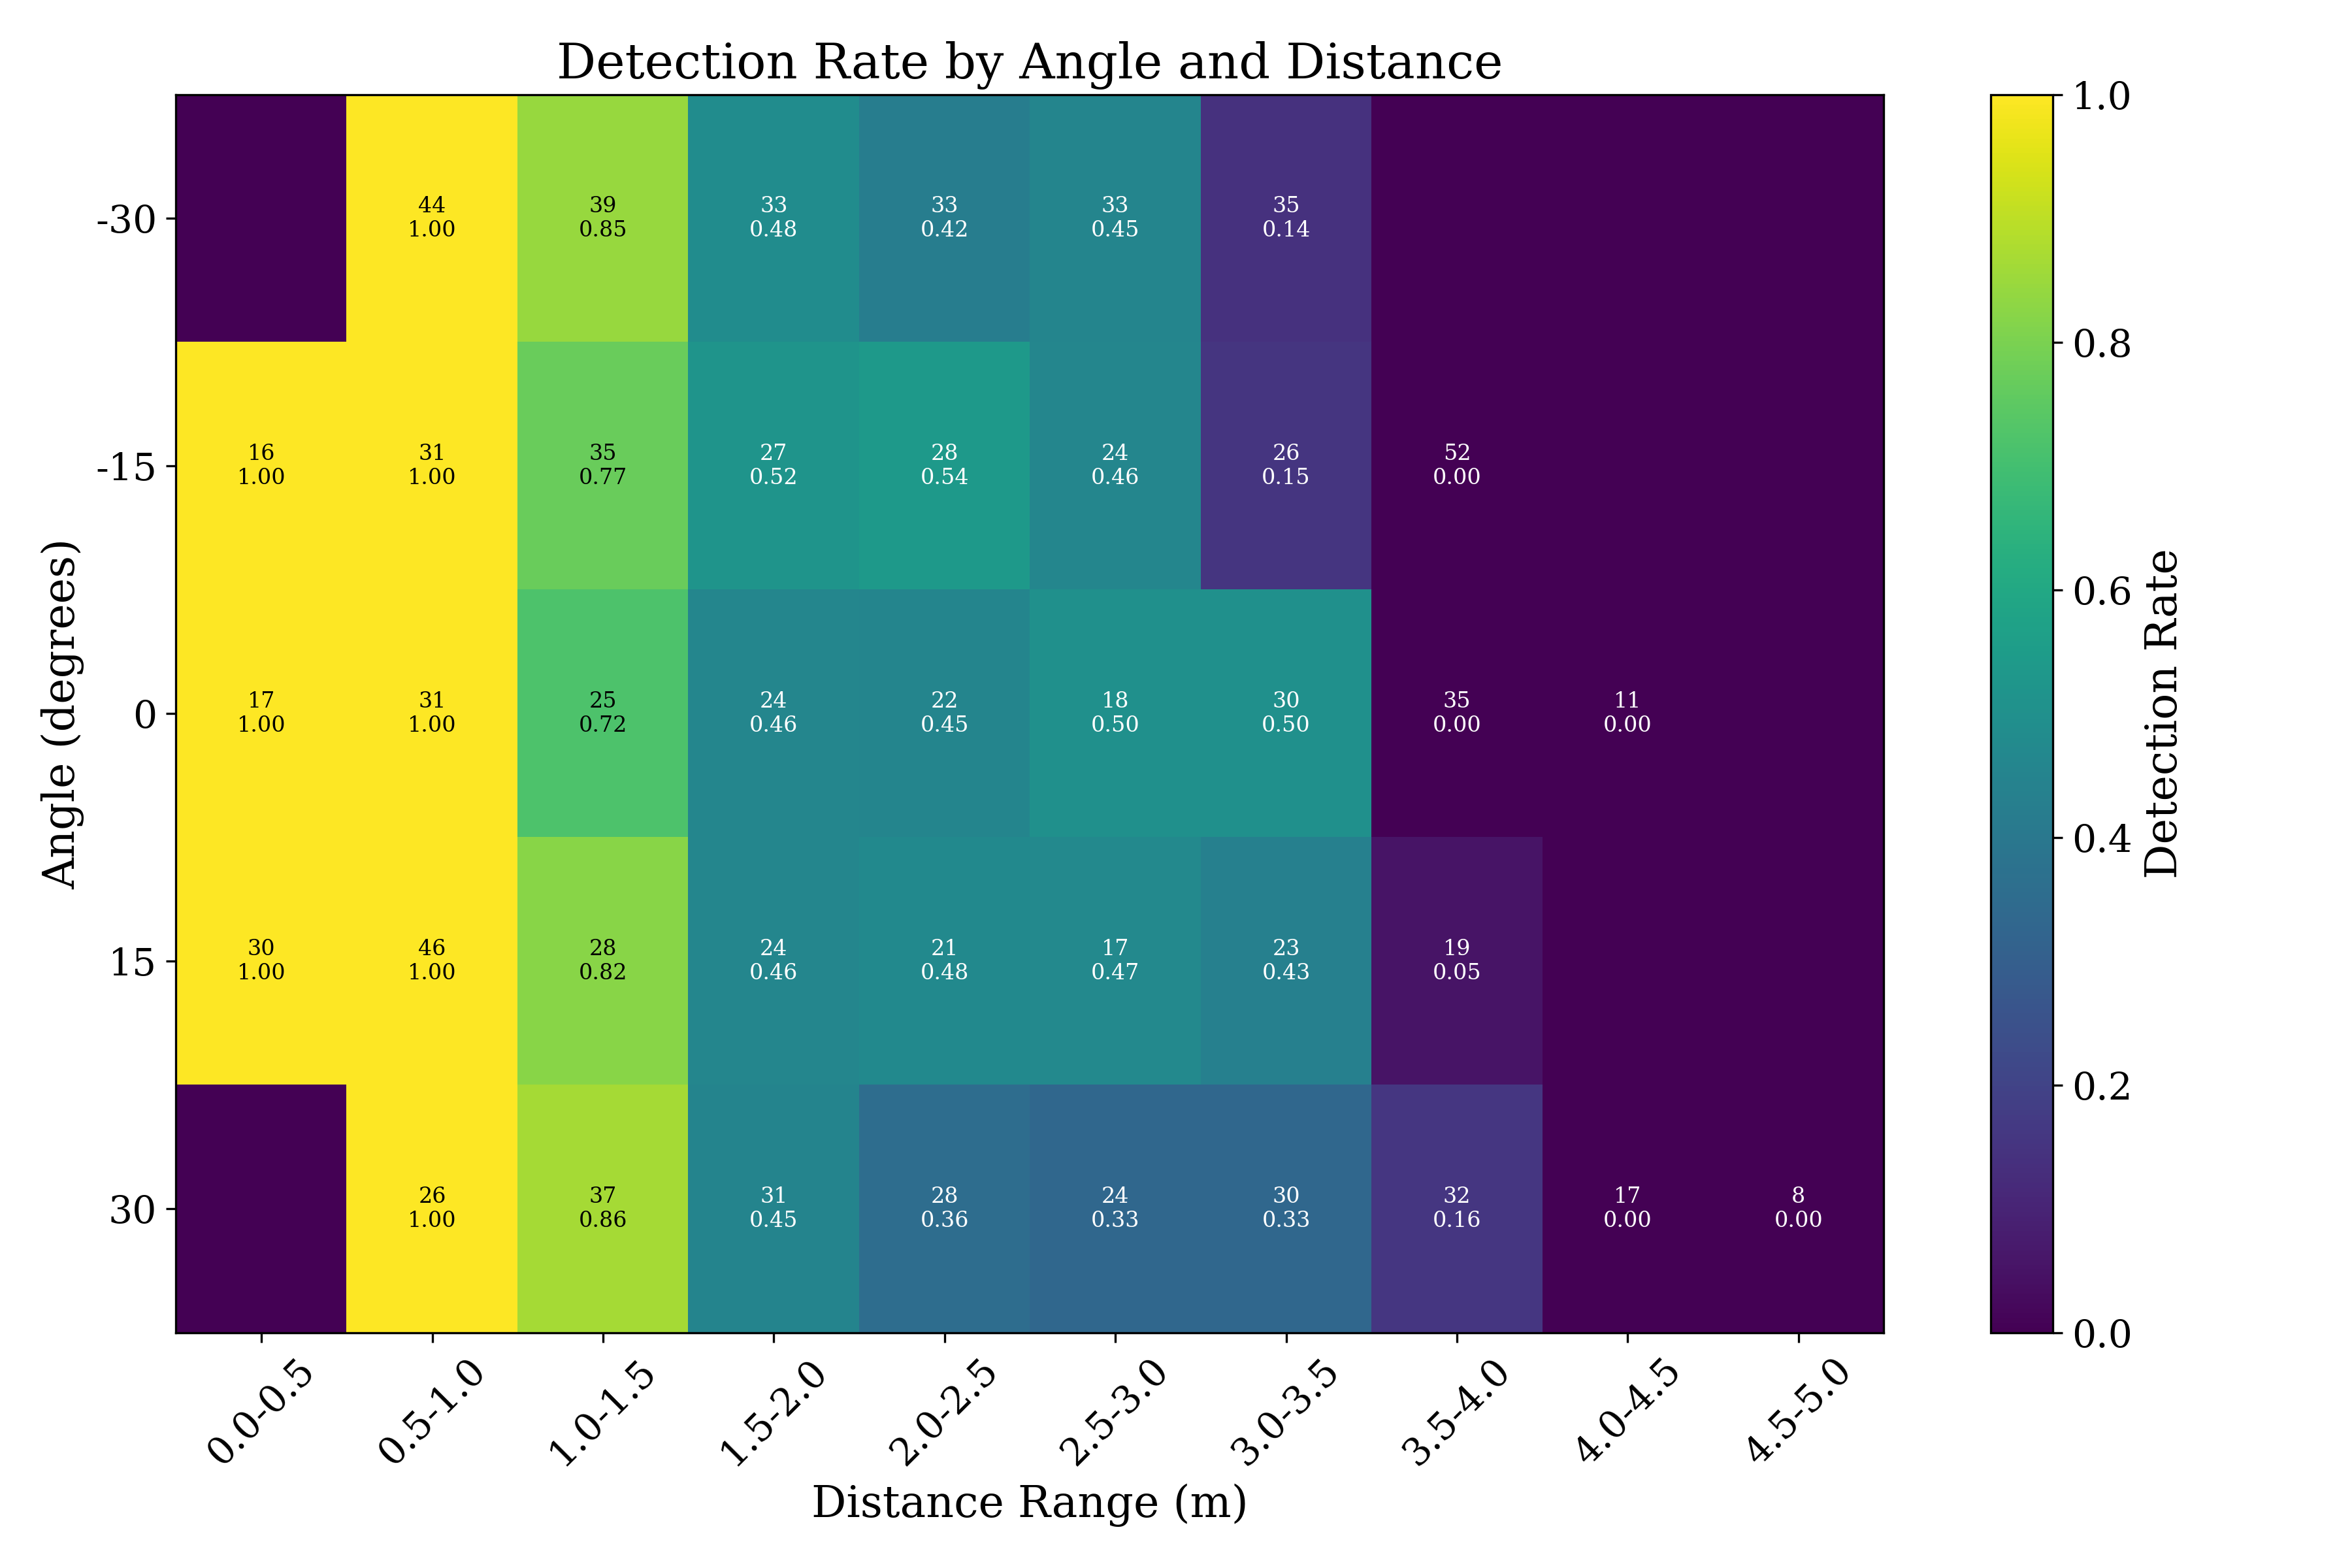 Detection Rate by Angle and Distance
1.0
-30
44 39 33 33 33 35
1.00 0.85 0.48 0.42 0.45 0.14
0.8
-15
16 31 35 27 28 24 26 52
1.00 1.00 0.77 0.52 0.54 0.46 0.15 0.00
0.6
Angle (degrees)
0
17 31 25 24 22 18 30 35 11
1.00 1.00 0.72 0.46 0.45 0.50 0.50 0.00 0.00
Detection Rate
0.4
15
30 46 28 24 21 17 23 19
1.00 1.00 0.82 0.46 0.48 0.47 0.43 0.05
0.2
30
26 37 31 28 24 30 32 17 8
1.00 0.86 0.45 0.36 0.33 0.33 0.16 0.00 0.00
0.0
0.0-0.5 0.5-1.0 1.0-1.5 1.5-2.0 2.0-2.5 2.5-3.0 3.0-3.5 3.5-4.0 4.0-4.5 4.5-5.0
Distance Range (m)